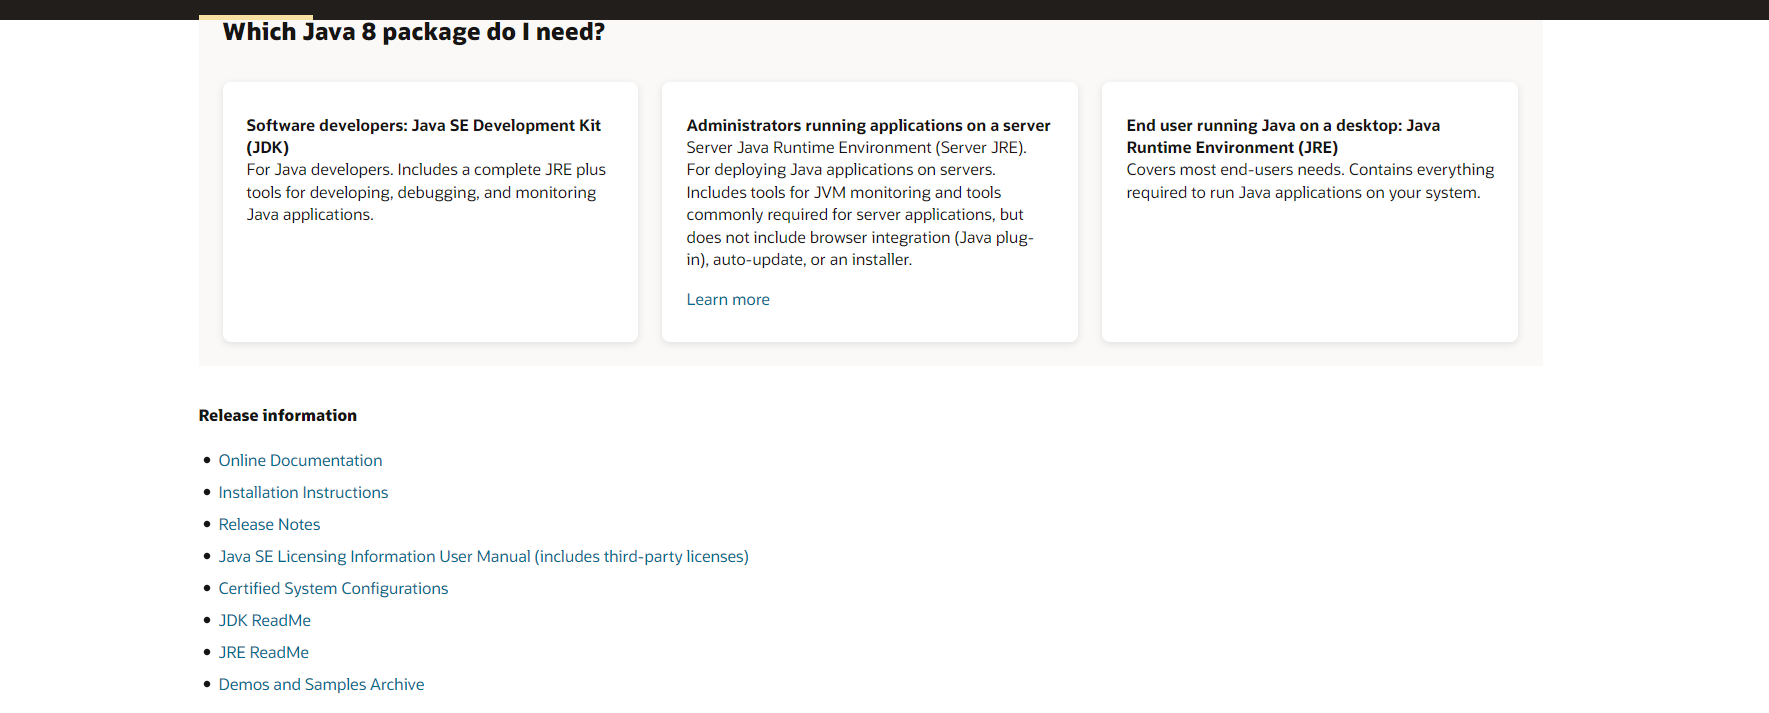 Which Java 8 package do I need?
Software developers: Java SE Development Kit
(JDK)
For Java developers. Includes a complete JRE plus
tools for developing, debugging, and monitoring
Java applications.
Administrators running applications on a server
Server Java Runtime Environment (Server JRE).
For deploying Java applications on servers.
Includes tools for JVM monitoring and tools
commonly required for server applications, but
does not include browser integration (Java plug-
in), auto-update, or an installer.
Learn more
End user running Java on a desktop: Java
Runtime Environment (JRE)
Covers most end-users needs. Contains everything
required to run Java applications on your system.
Release information
Online Documentation
Installation Instructions
Release Notes
Java SE Licensing Information User Manual (includes third-party licenses)
Certified System Configurations
JDK ReadMe
JRE ReadMe
Demos and Samples Archive